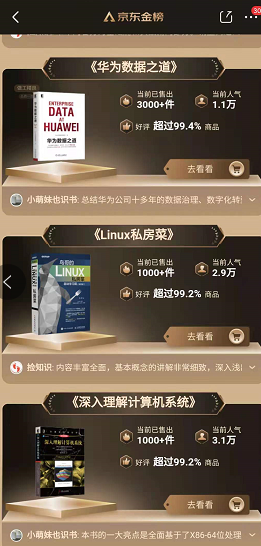 京东金榜
30
《华为数据之道》
ENTERPRISE
DATA
AT
HUAWEI
华为数据之道
当前已售出
3000+件
当前人气
1.1万
好评 超过99.4% 商品
去看看
小萌妹也识书: 总结华为公司十多年的数据治理、数字化转
《Linux私房菜》
鸟哥的
LINUX
私房菜
当前已售出
1000+件
当前人气
2.9万
好评 超过99.2% 商品
去看看
捡知识: 内容丰富全面，基本概念的讲解非常细致，深入浅
《深入理解计算机系统》
深入理解计算机系统
当前已售出
1000+件
当前人气
3.1万
好评 超过99.2% 商品
去看看
小萌妹也识书: 本书的一大亮点是全面基于了X86-64位处理